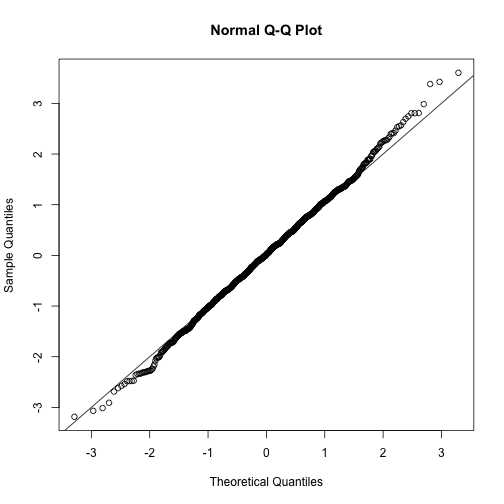 Normal Q-Q Plot
Sample Quantiles
3
2
1
0
-1
-2
-3
-3 -2 -1 0 1 2 3
Theoretical Quantiles